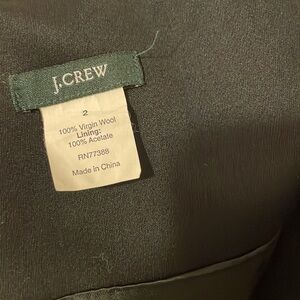 J.CREW
2
100% Virgin Wool
Lining:
100% Acetate
RN77388
Made in China